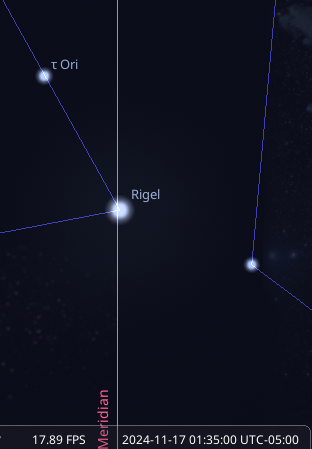 τ Ori
Rigel
Meridian
17.89 FPS
2024-11-17 01:35:00 UTC-05:00